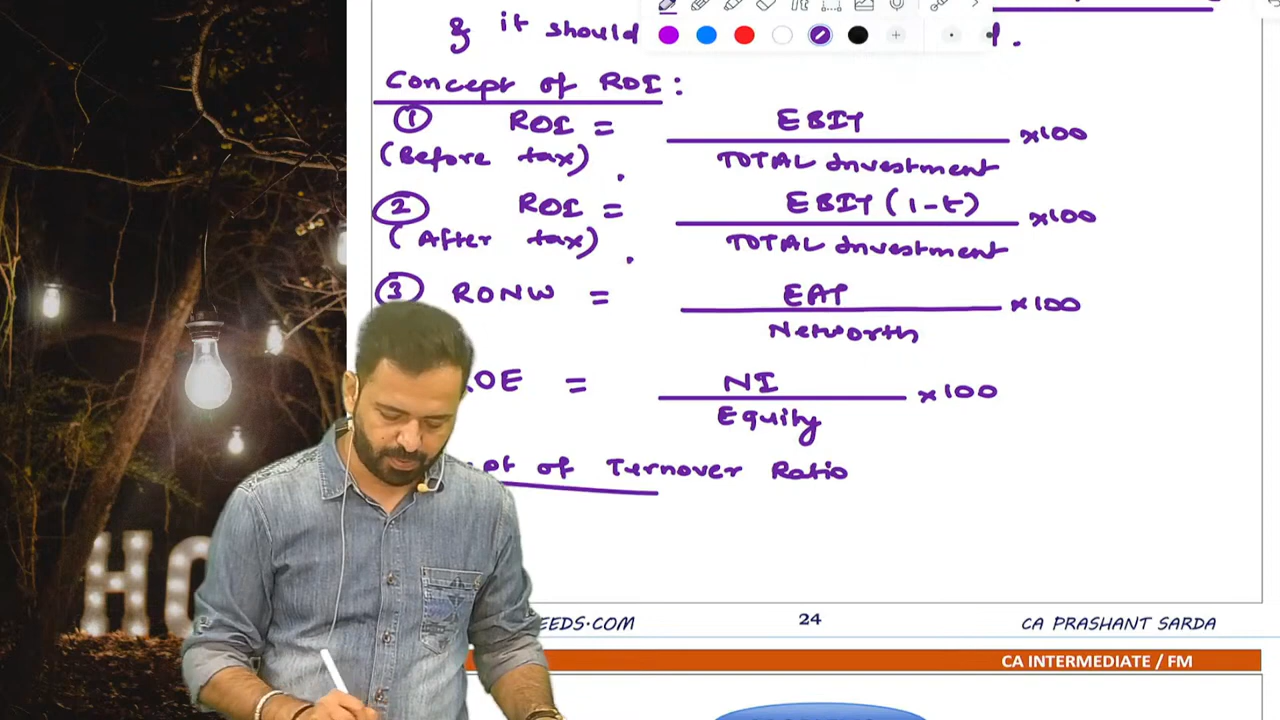 & it should
Concept of ROI :
① ROI = EBIT
TOTAL Investment ×100
(Before tax)
② ROI = EBIT (1-t)
TOTAL Investment ×100
(After tax)
③ RONW = EAT
Networth ×100
OE = NI
Equity ×100
pt of Turnover Ratio
EEDS.COM 24 CA PRASHANT SARDA
CA INTERMEDIATE / FM